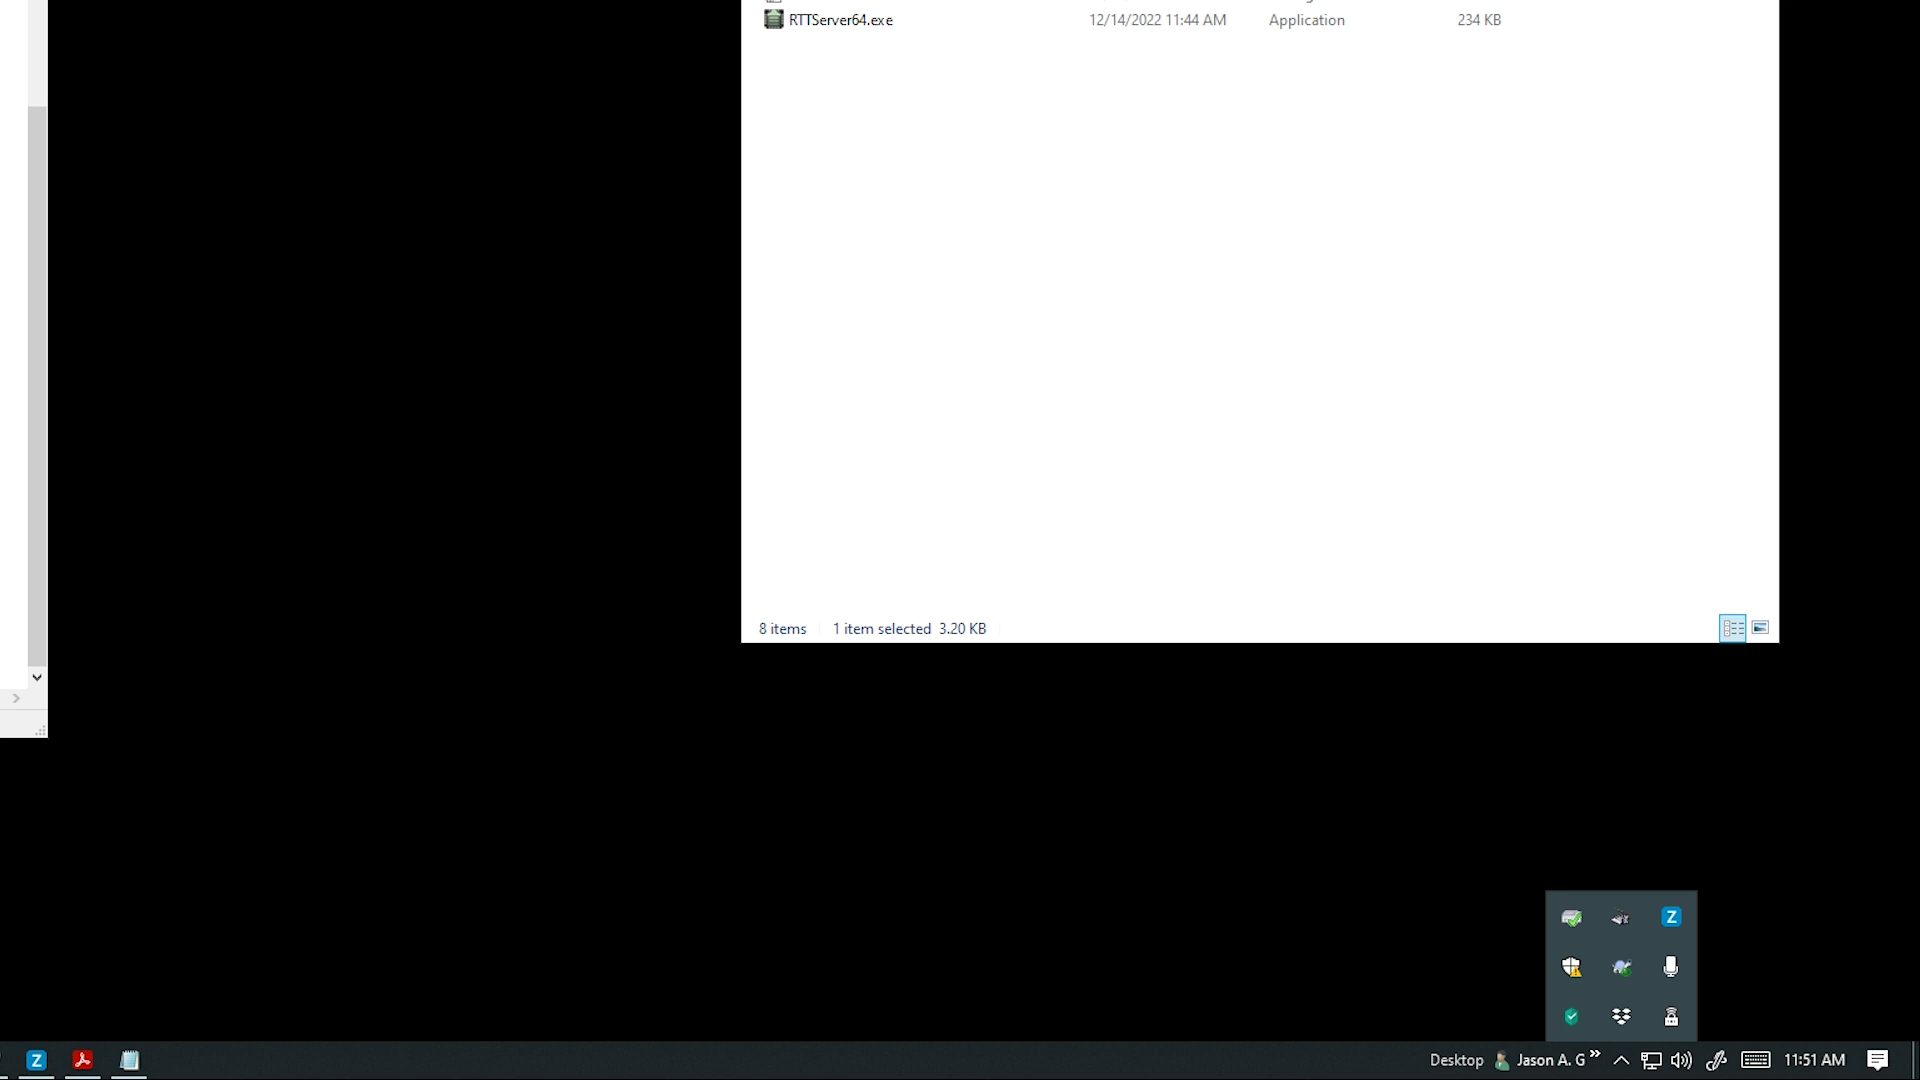 RTTServer64.exe 12/14/2022 11:44 AM Application 234 KB
8 items 1 item selected 3.20 KB
Z
Z Desktop Jason A. G 11:51 AM